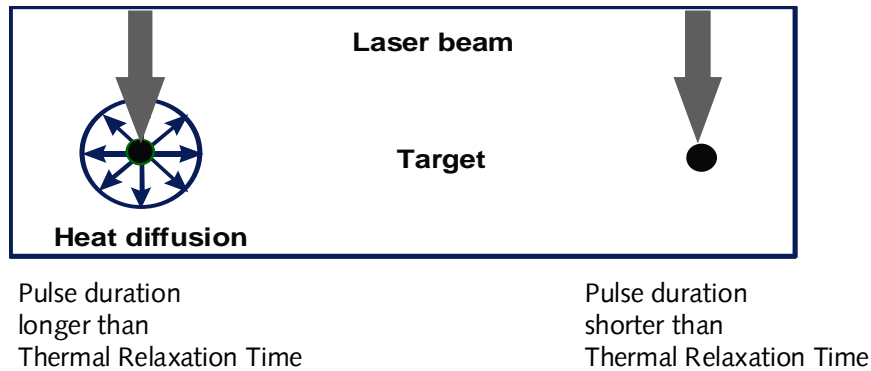 Laser beam
Target
Heat diffusion
Pulse duration
longer than
Thermal Relaxation Time
Pulse duration
shorter than
Thermal Relaxation Time